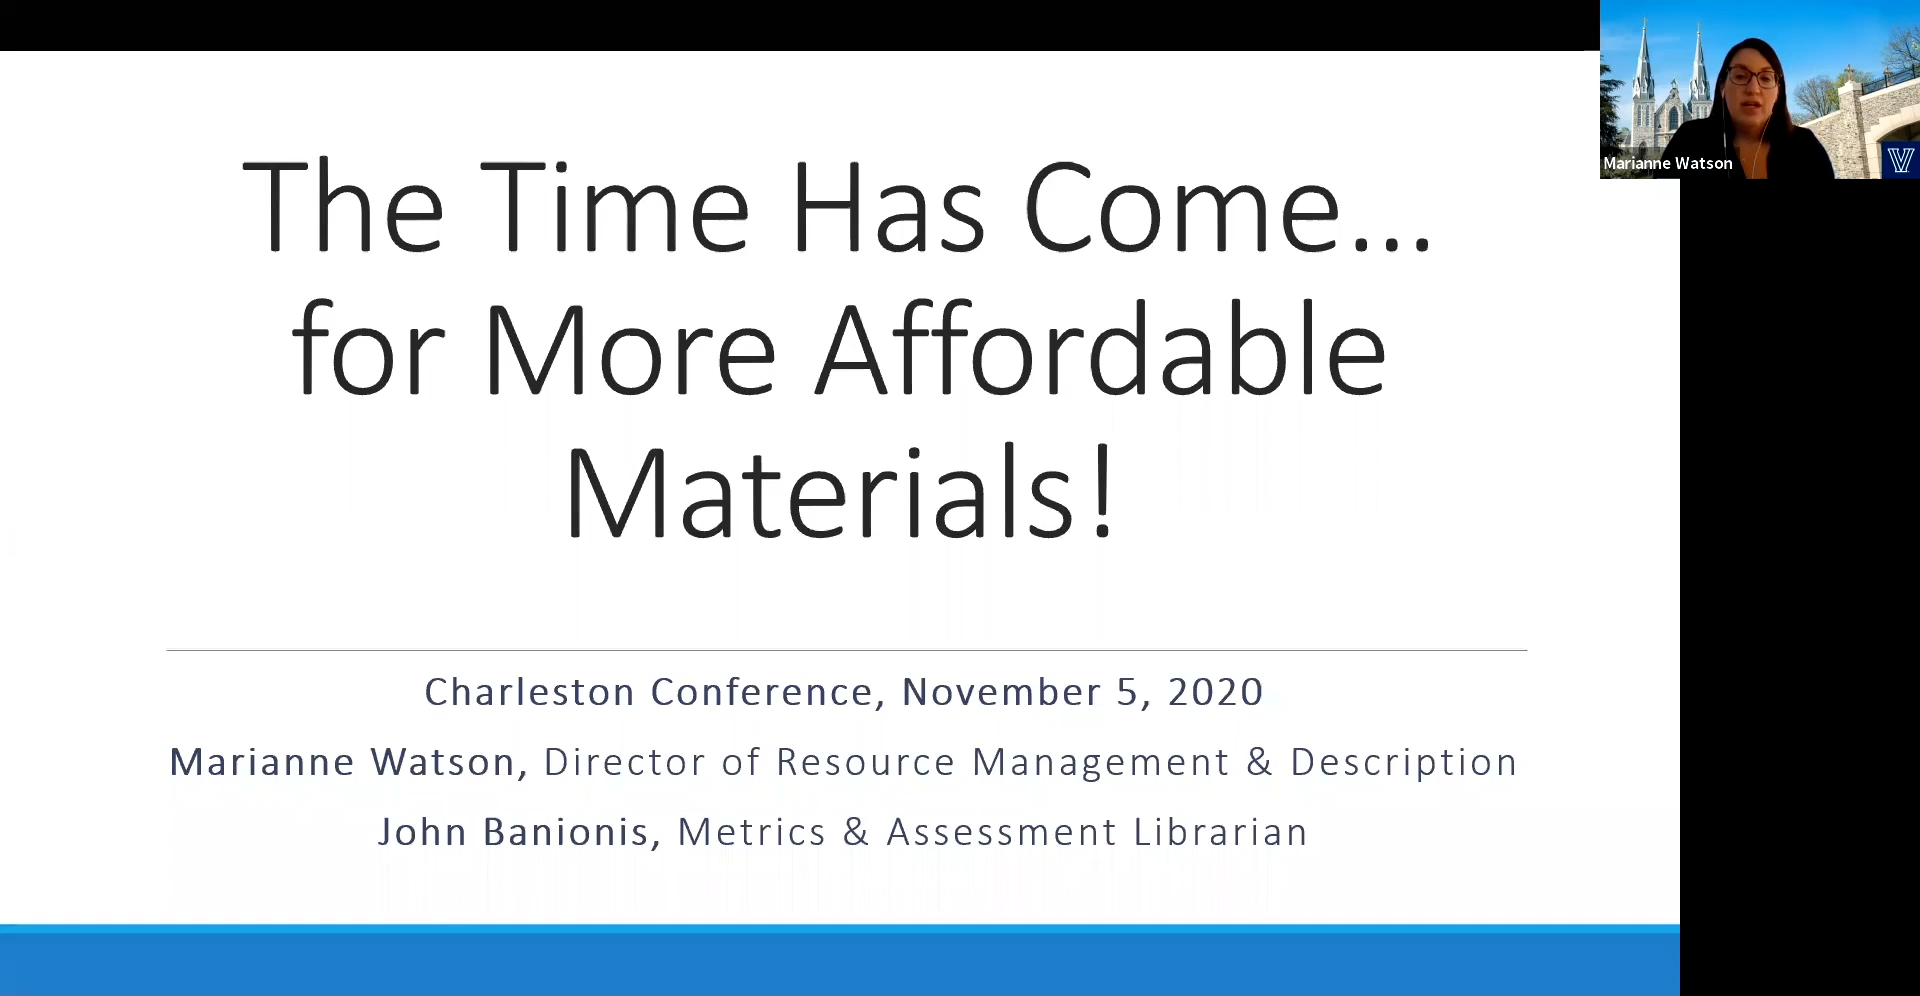 The Time Has Come...
for More Affordable
Materials!
Charleston Conference, November 5, 2020
Marianne Watson, Director of Resource Management & Description
John Banionis, Metrics & Assessment Librarian
Marianne Watson
V